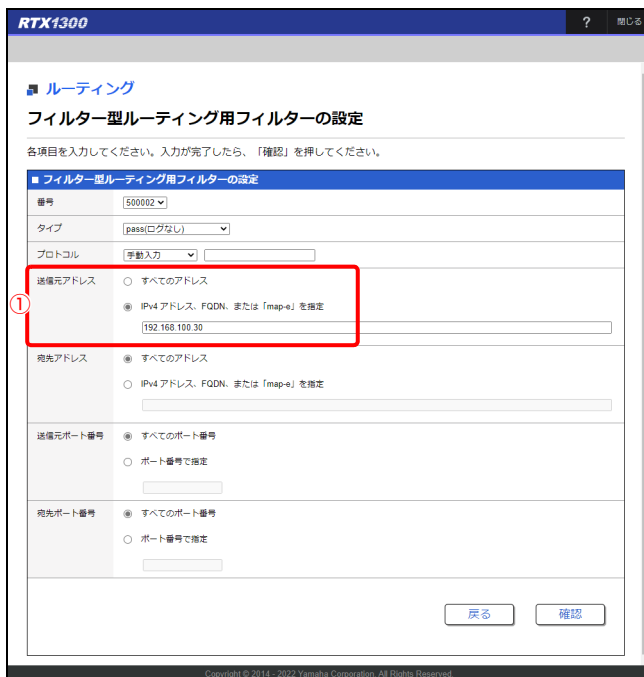 RTX1300 ? 閉じる
ルーティング
フィルター型ルーティング用フィルターの設定
各項目を入力してください。入力が完了したら、「確認」を押してください。
■ フィルター型ルーティング用フィルターの設定
番号 500002
タイプ pass(ログなし)
プロトコル 手動入力
① 送信元アドレス すべてのアドレス
IPv4 アドレス、FQDN、または「map-e」を指定
192.168.100.30
宛先アドレス すべてのアドレス
IPv4 アドレス、FQDN、または「map-e」を指定
送信元ポート番号 すべてのポート番号
ポート番号で指定
宛先ポート番号 すべてのポート番号
ポート番号で指定
戻る 確認
Copyright © 2014 - 2022 Yamaha Corporation. All Rights Reserved.